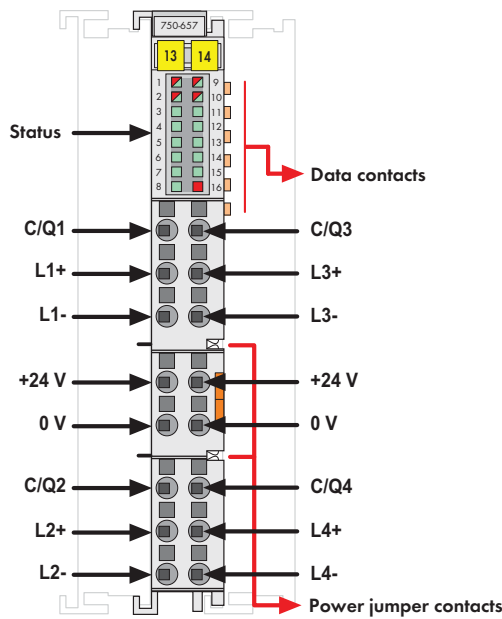 750-657
13 14
1 9
2 10
3 11
4 12
5 13
6 14
7 15
8 16
Status
Data contacts
C/Q1 C/Q3
L1+ L3+
L1- L3-
+24 V +24 V
0 V 0 V
C/Q2 C/Q4
L2+ L4+
L2- L4-
Power jumper contacts